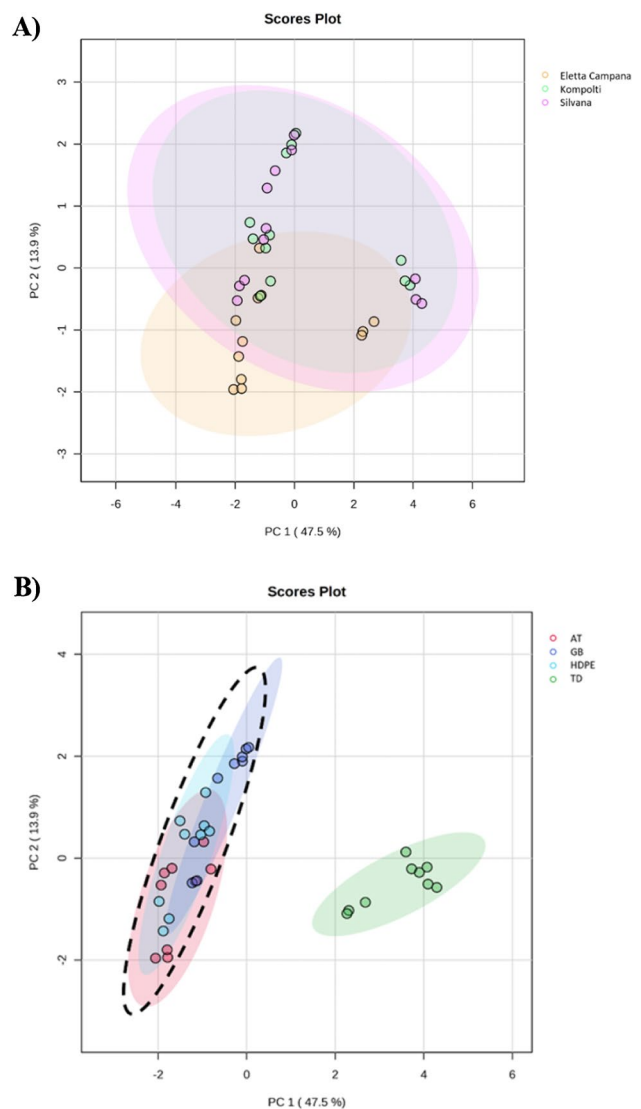 A)
Scores Plot
Eletta Campana
Kompolti
Silvana
3
2
1
0
-1
-2
-3
PC 2 ( 13.9 %)
-6 -4 -2 0 2 4 6
PC 1 ( 47.5 %)
B)
Scores Plot
AT
GB
HDPE
TD
4
2
0
-2
PC 2 ( 13.9 %)
-2 0 2 4 6
PC 1 ( 47.5 %)